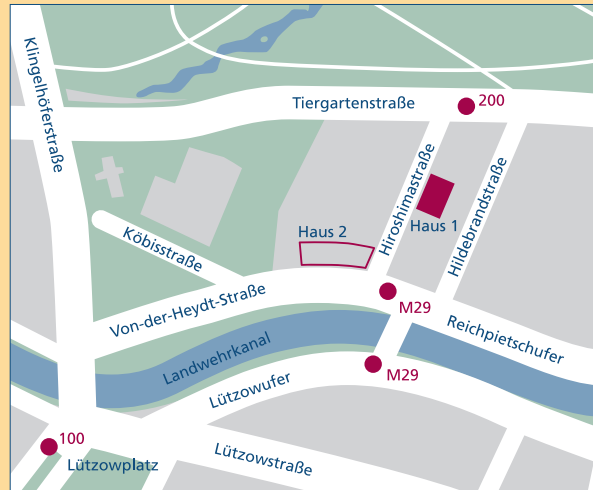 Klingelhöferstraße
Tiergartenstraße
200
Hiroshimastraße
Haus 1
Hildebrandstraße
Haus 2
Köbisstraße
Von-der-Heydt-Straße
M29
Reichpietschufer
Landwehrkanal
M29
Lützowufer
100
Lützowplatz
Lützowstraße